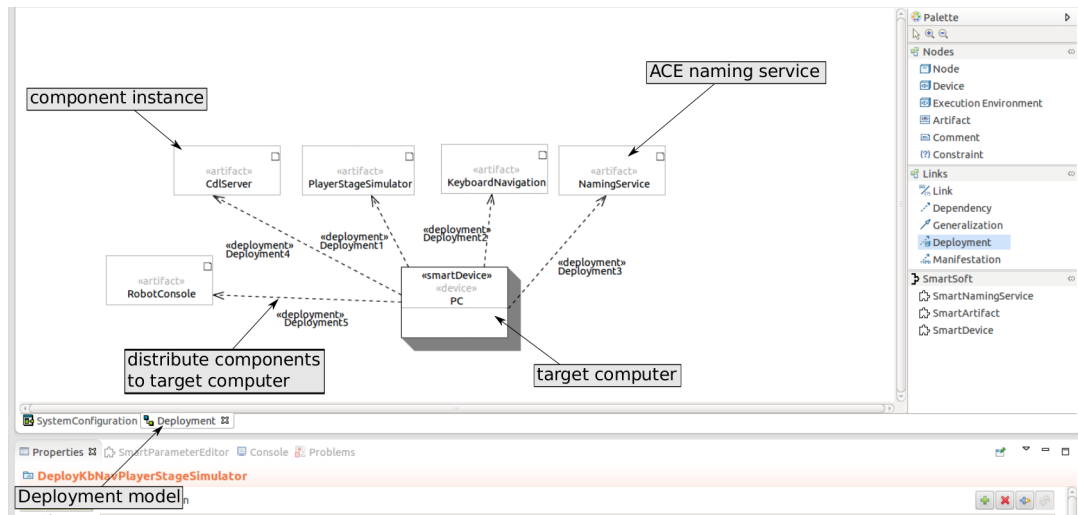 Palette
Nodes
Node
Device
Execution Environment
Artifact
Comment
Constraint
Links
Link
Dependency
Generalization
Deployment
Manifestation
SmartSoft
SmartNamingService
SmartArtifact
SmartDevice
ACE naming service
component instance
«artifact»
CdlServer
«artifact»
PlayerStageSimulator
«artifact»
KeyboardNavigation
«artifact»
NamingService
«deployment»
Deployment4
«deployment»
Deployment1
«deployment»
Deployment2
«deployment»
Deployment3
«artifact»
RobotConsole
«smartDevice»
«device»
PC
«deployment»
Deployment5
distribute components
to target computer
target computer
SystemConfiguration
Deployment
Properties
SmartParameterEditor
Console
Problems
DeployKbNavPlayerStageSimulator
Deployment model